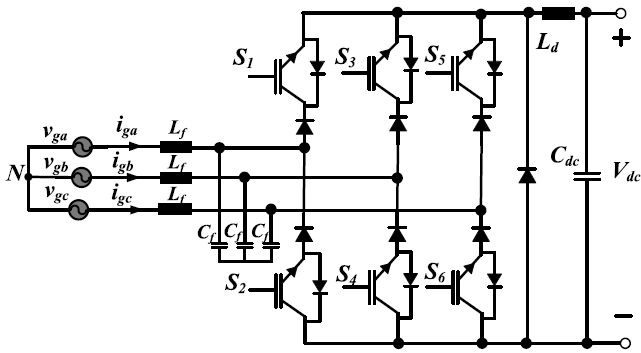 S1 S3 S5 Ld +
vga iga Lf
N vgb igb Lf Cdc Vdc
vgc igc Lf
Cf Cf Cf
S2 S4 S6 −